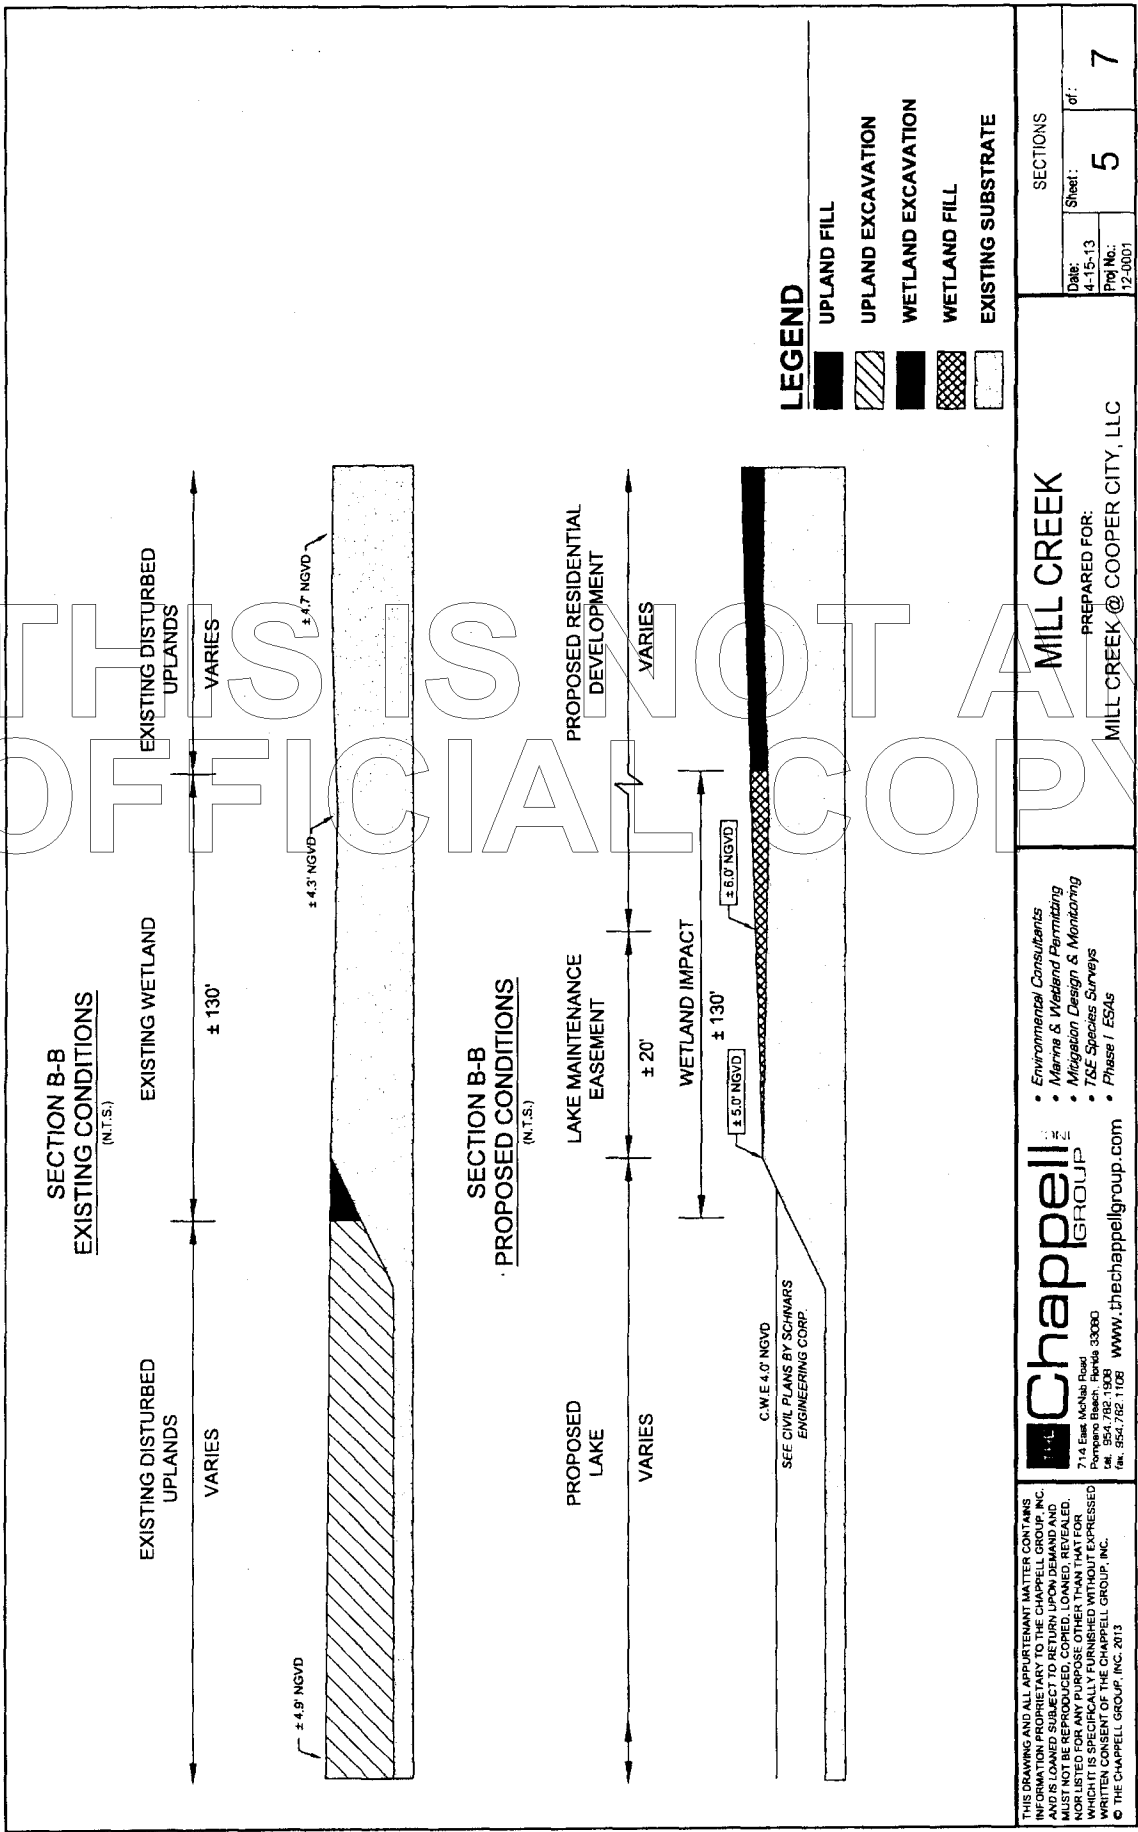 SECTION B-B
EXISTING CONDITIONS
(N.T.S.)
EXISTING DISTURBED
UPLANDS
VARIES
EXISTING WETLAND
± 130'
EXISTING DISTURBED
UPLANDS
VARIES
± 4.9' NGVD
± 4.3' NGVD
± 4.7' NGVD
SECTION B-B
PROPOSED CONDITIONS
(N.T.S.)
PROPOSED
LAKE
VARIES
LAKE MAINTENANCE
EASEMENT
± 20'
PROPOSED RESIDENTIAL
DEVELOPMENT
VARIES
WETLAND IMPACT
± 130'
± 5.0' NGVD
± 6.0' NGVD
C.W.E 4.0' NGVD
SEE CIVIL PLANS BY SCHNARS
ENGINEERING CORP.
LEGEND
UPLAND FILL
UPLAND EXCAVATION
WETLAND EXCAVATION
WETLAND FILL
EXISTING SUBSTRATE
THIS IS NOT AN
OFFICIAL COPY
THIS DRAWING AND ALL APPURTENANT MATTER CONTAINS
INFORMATION PROPRIETARY TO THE CHAPPELL GROUP, INC.
AND IS LOANED SUBJECT TO RETURN UPON DEMAND AND
MUST NOT BE REPRODUCED, COPIED, LOANED, REVEALED,
NOR LISTED FOR ANY PURPOSE OTHER THAN THAT FOR
WHICH IT IS SPECIFICALLY FURNISHED WITHOUT EXPRESSED
WRITTEN CONSENT OF THE CHAPPELL GROUP, INC.
© THE CHAPPELL GROUP, INC. 2013
THE
Chappell
GROUP
714 East McNab Road
Pompano Beach, Florida 33060
tel. 954.782.1908
fax. 954.782.1108
www.thechappellgroup.com
• Environmental Consultants
• Marina & Wetland Permitting
• Mitigation Design & Monitoring
• T&E Species Surveys
• Phase I ESAs
MILL CREEK
PREPARED FOR:
MILL CREEK @ COOPER CITY, LLC
SECTIONS
Date:
4-15-13
Proj No.:
12-0001
Sheet:
5
of:
7